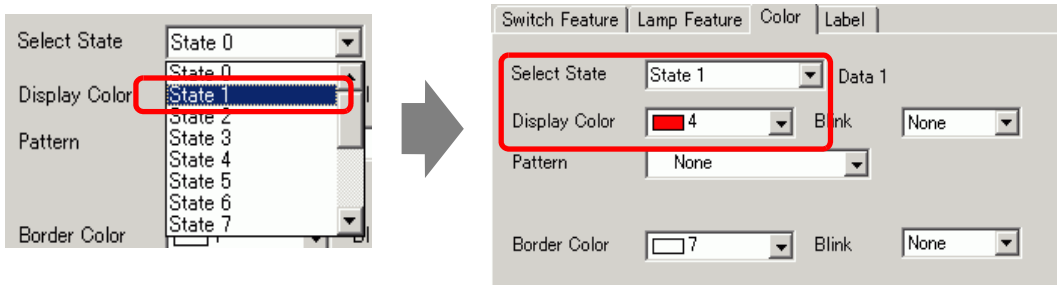 Select State State 0
State 0
Display Color State 1
State 2
Pattern State 3
State 4
State 5
State 6
State 7
Border Color
Switch Feature Lamp Feature Color Label
Select State State 1 Data 1
Display Color 4 Blink None
Pattern None
Border Color 7 Blink None